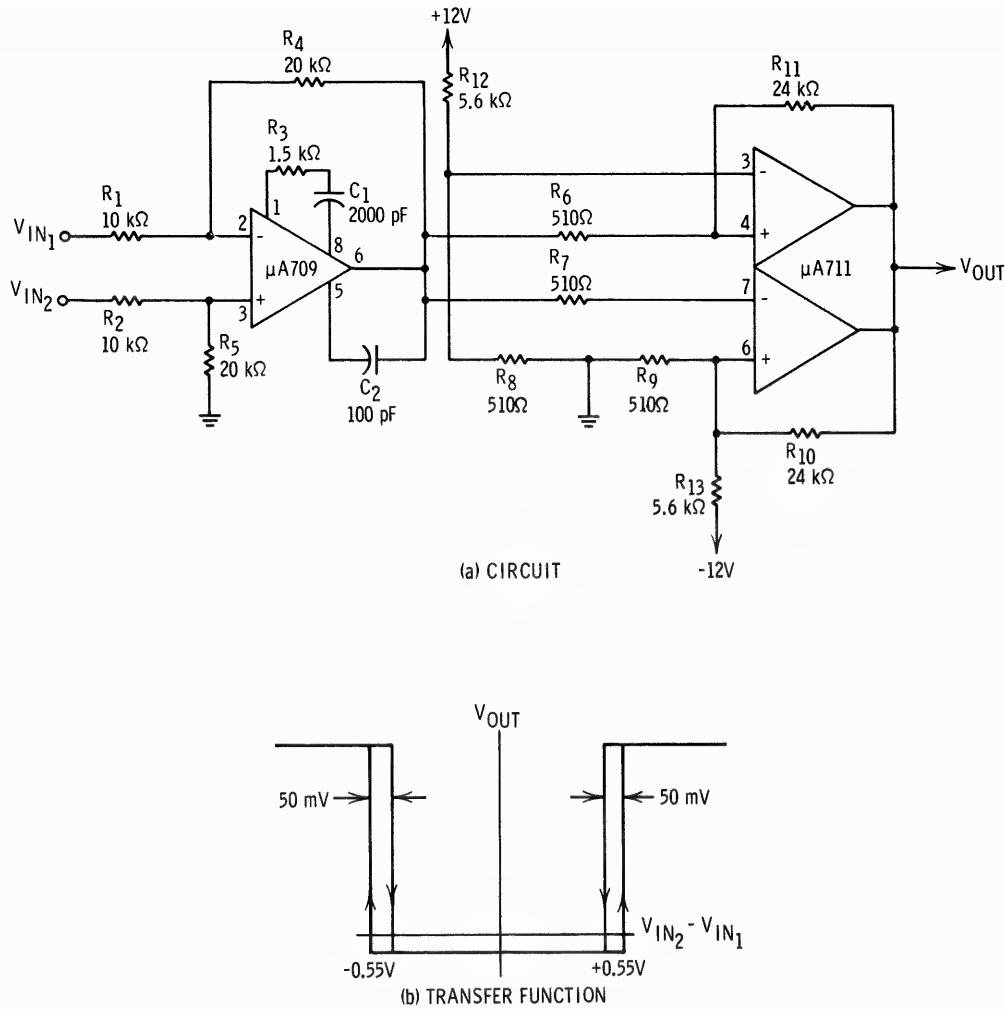 +12V
R4
20 kΩ
R12
5.6 kΩ
R11
24 kΩ
R3
1.5 kΩ
C1
2000 pF
R1
10 kΩ
VIN1
2
-
1
8
μA709
6
R6
510Ω
3
-
4
+
VIN2
R2
10 kΩ
3
+
5
R7
510Ω
7
-
μA711
VOUT
R5
20 kΩ
C2
100 pF
R8
510Ω
R9
510Ω
6
+
R10
24 kΩ
R13
5.6 kΩ
-12V
(a) CIRCUIT
VOUT
50 mV
50 mV
VIN2 - VIN1
-0.55V
+0.55V
(b) TRANSFER FUNCTION